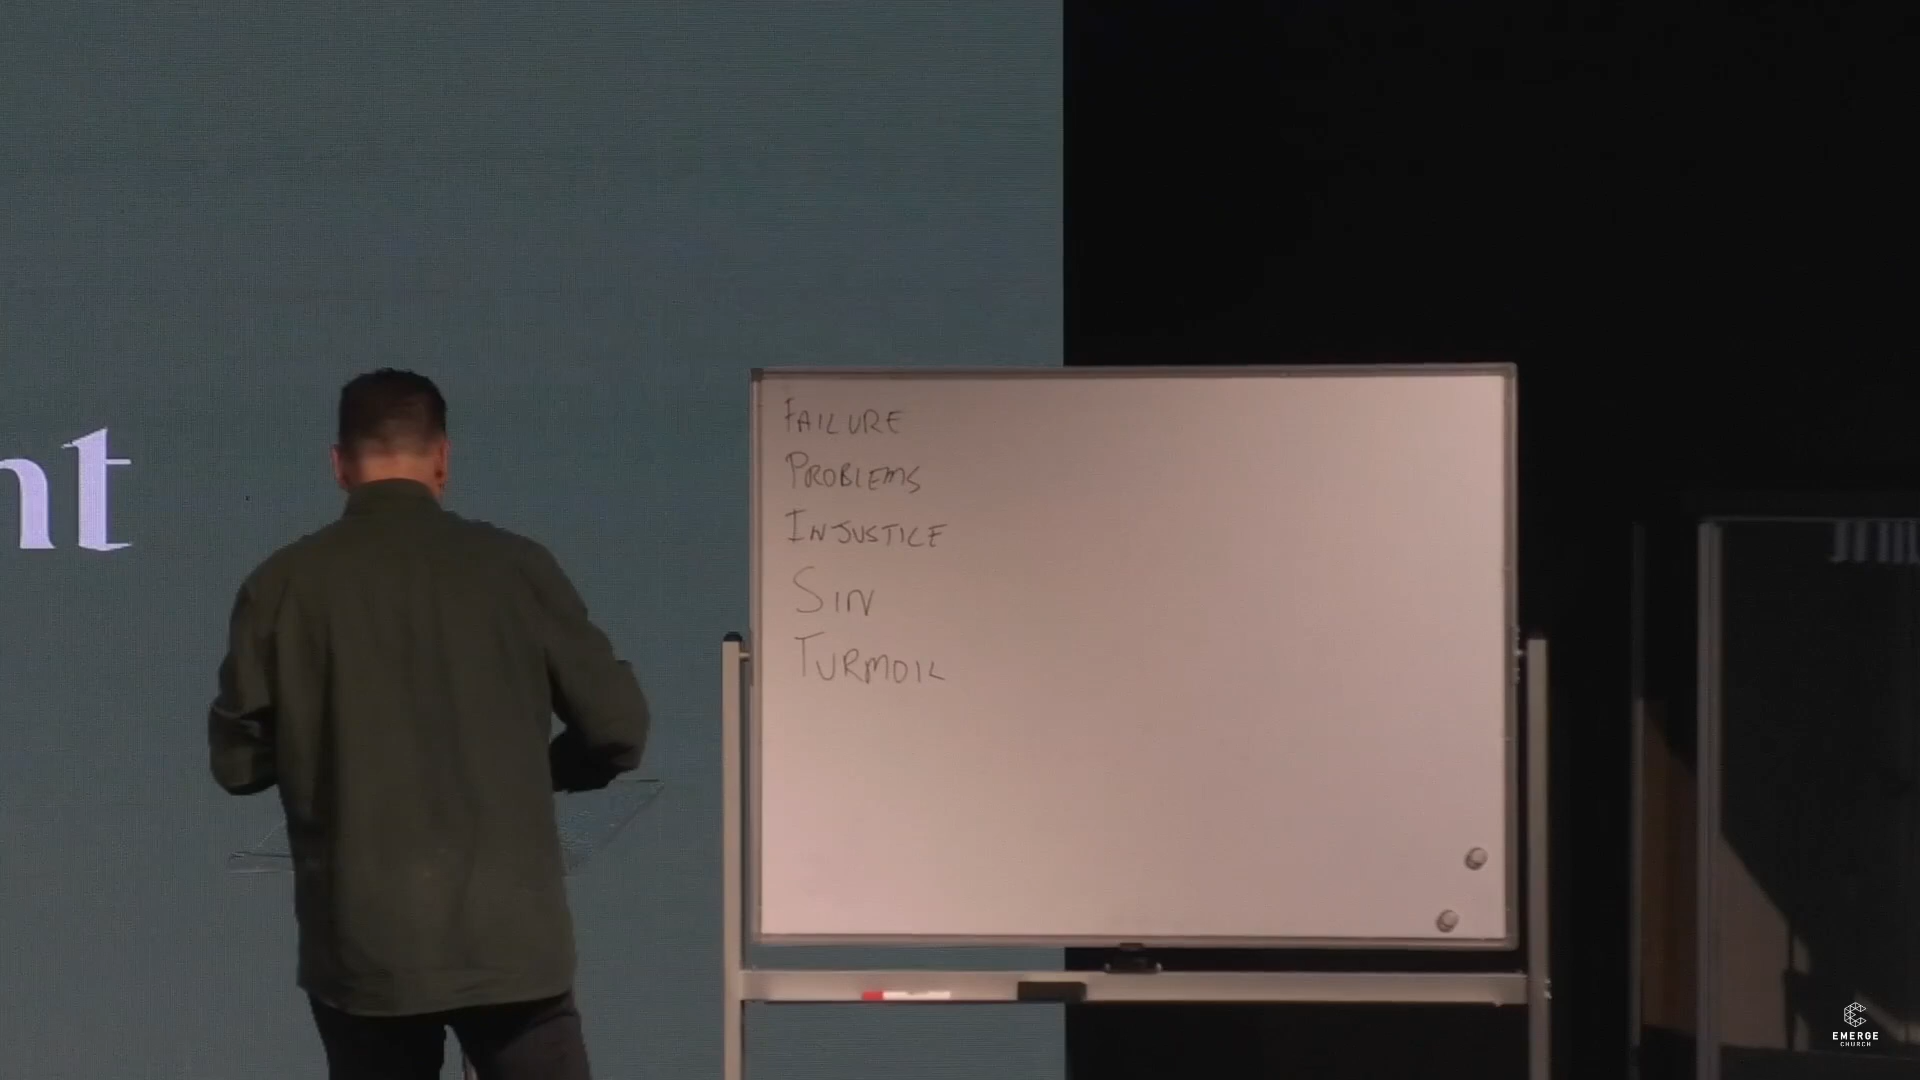 nt
FAILURE
PROBLEMS
INJUSTICE
SIN
TURMOIL
EMERGE
CHURCH